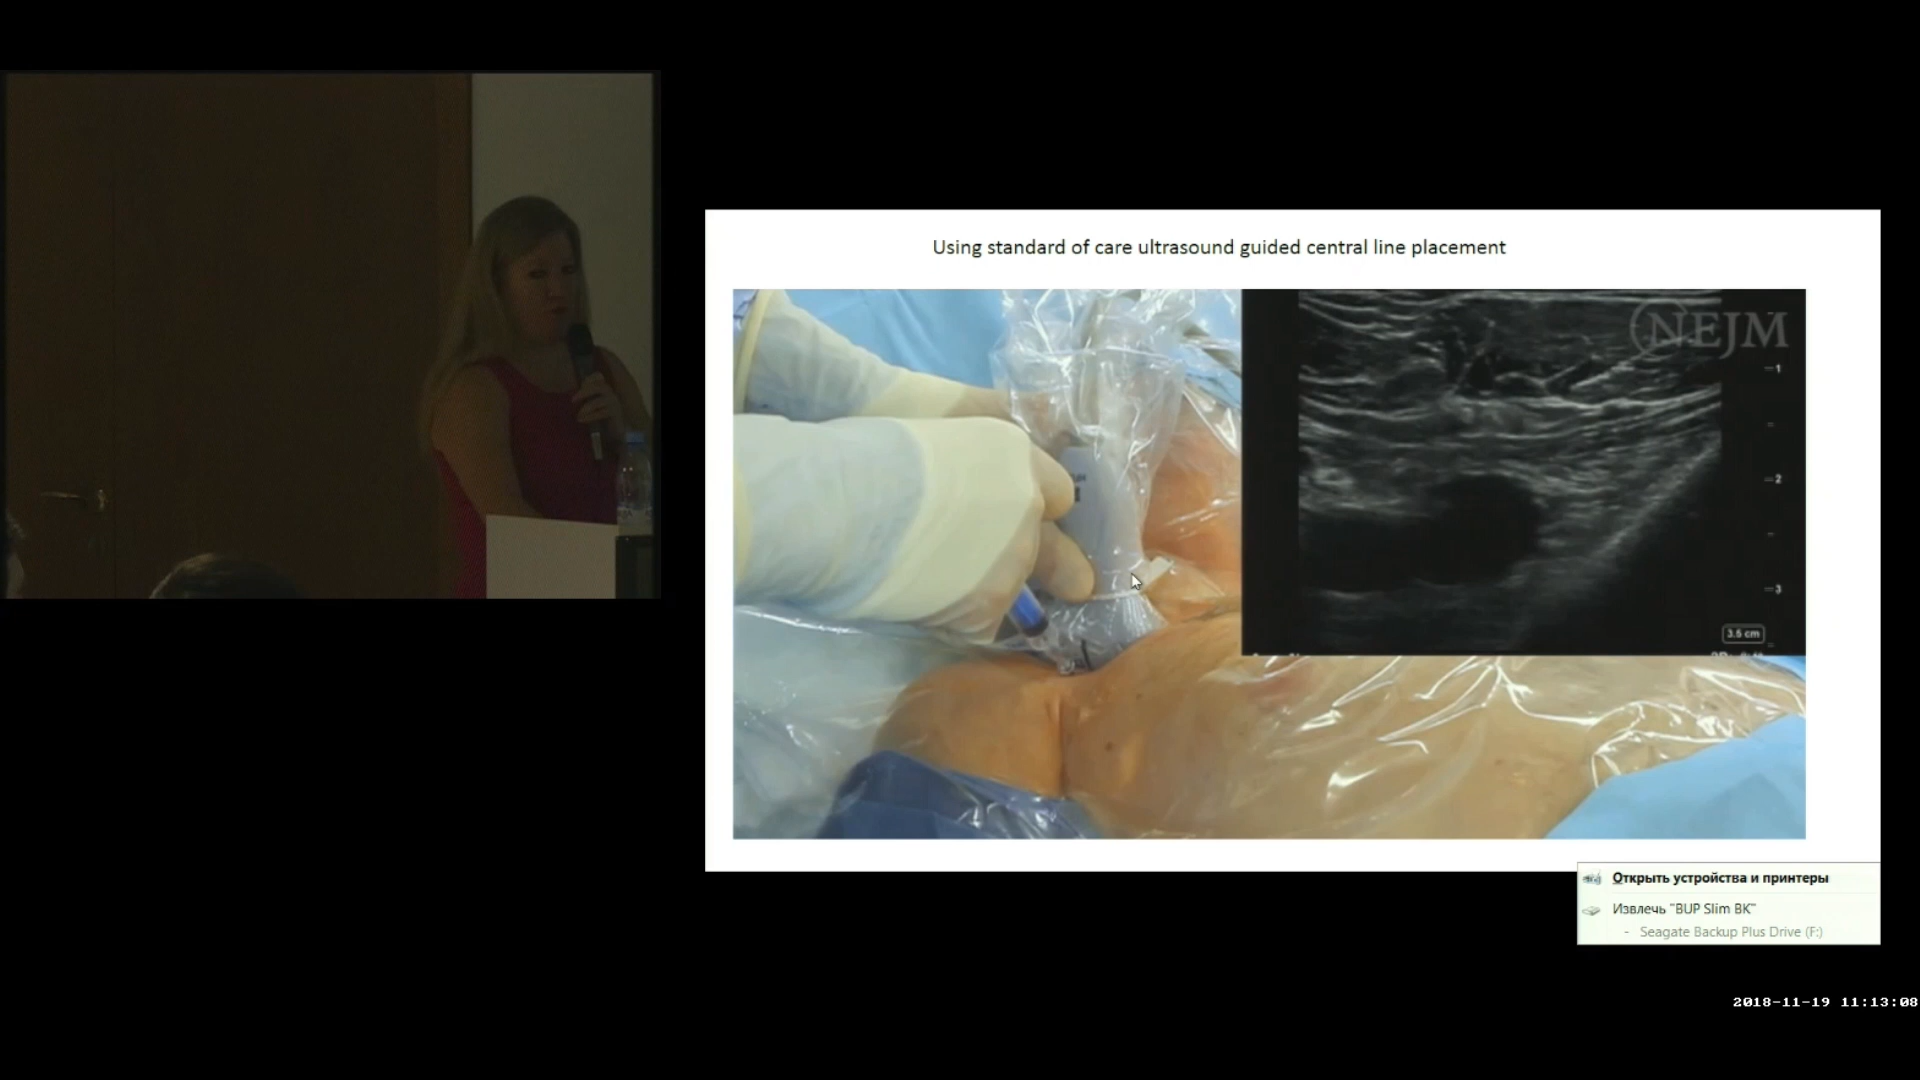 Using standard of care ultrasound guided central line placement
NEJM
1
2
3
3.5 cm
Открыть устройства и принтеры
Извлечь "BUP Slim BK"
- Seagate Backup Plus Drive (F:)
2018-11-19 11:13:08